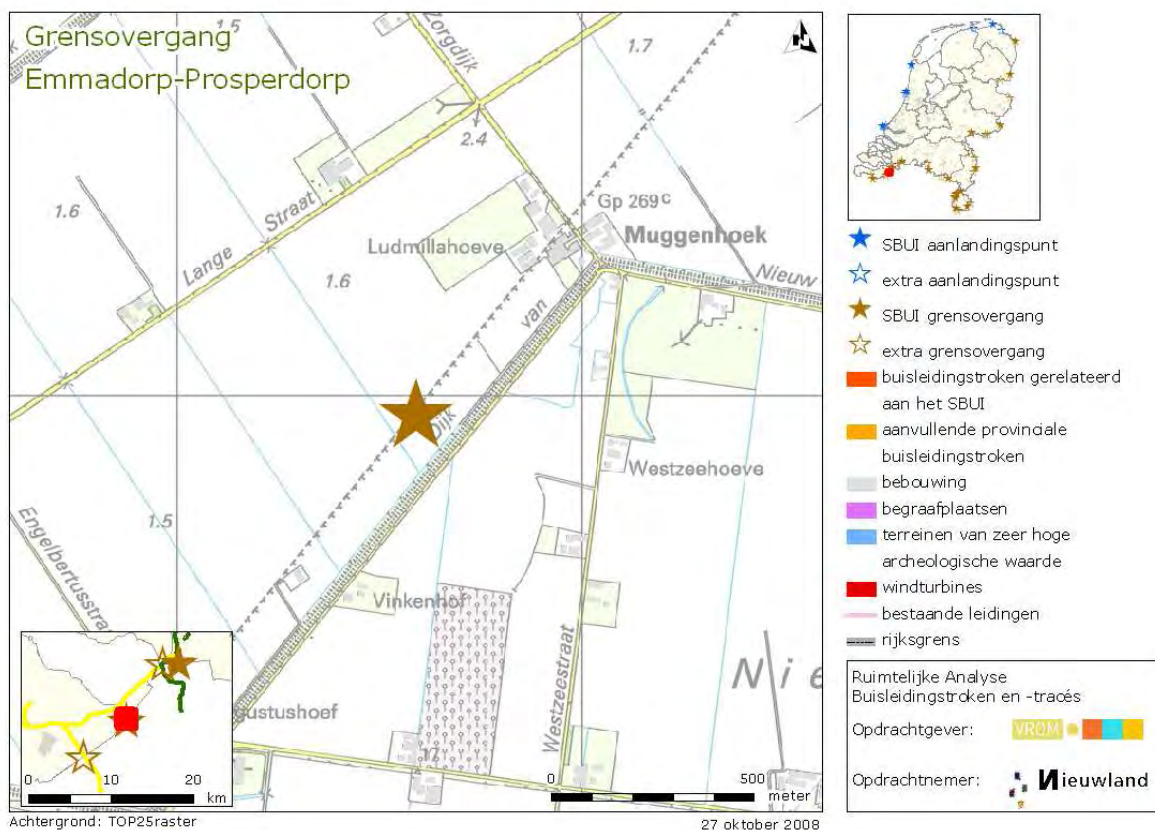 Grensovergang
Emmadorp-Prosperdorp
Zorgdijk
1.5
1.7
N
2.4
Lange Straat
1.6
1.6
Gp 269c
Ludmillahoeve
Muggenhoek
Nieuw
van
Dijk
Westzeehoeve
1.5
Engelbertusstra
Vinkenhof
gustushoef
Westzeestraat
Nie
0 10 20
km
0 500
meter
Achtergrond: TOP25raster
27 oktober 2008
SBUI aanlandingspunt
extra aanlandingspunt
SBUI grensovergang
extra grensovergang
buisleidingstroken gerelateerd
aan het SBUI
aanvullende provinciale
buisleidingstroken
bebouwing
begraafplaatsen
terreinen van zeer hoge
archeologische waarde
windturbines
bestaande leidingen
rijksgrens
Ruimtelijke Analyse
Buisleidingstroken en -tracés
Opdrachtgever: VROM
Opdrachtnemer: Nieuwland